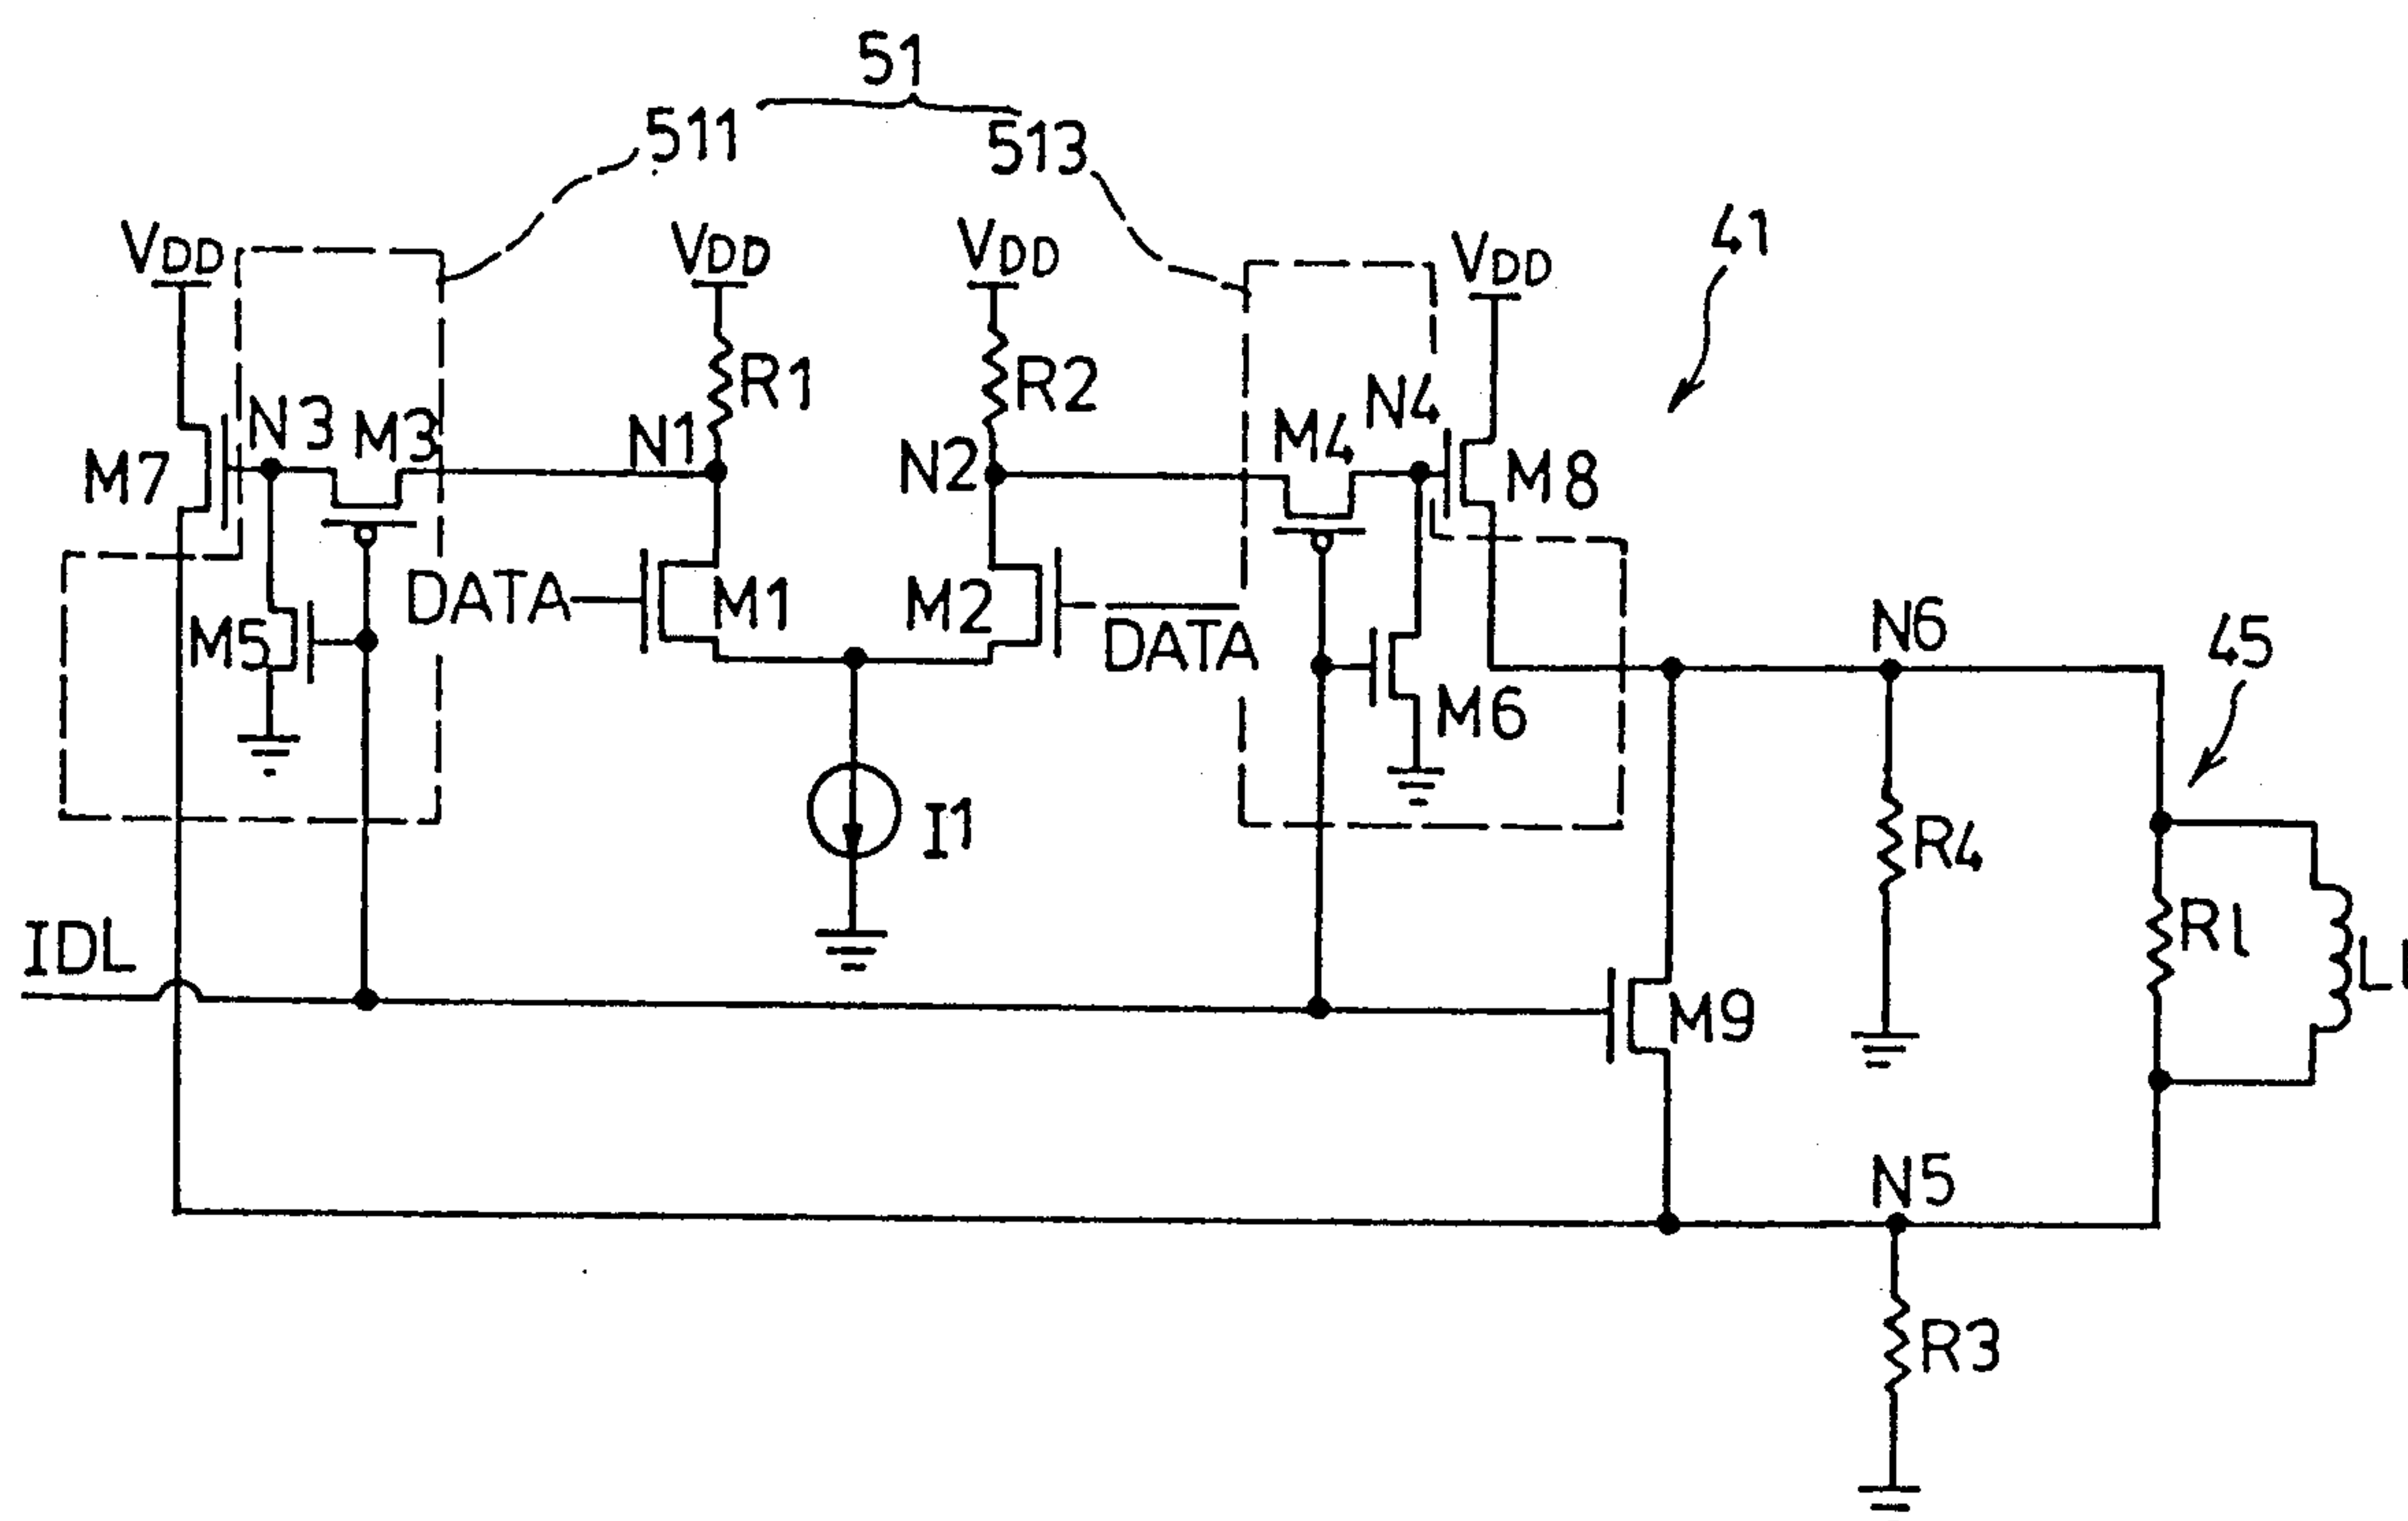 51
511
513
41
VDD
VDD
VDD
VDD
R1
R2
N3
M3
N1
N2
M4
N4
M7
M8
M5
DATA
M1
M2
DATA
M6
N6
45
I1
R4
Rl
Ll
IDL
M9
N5
R3